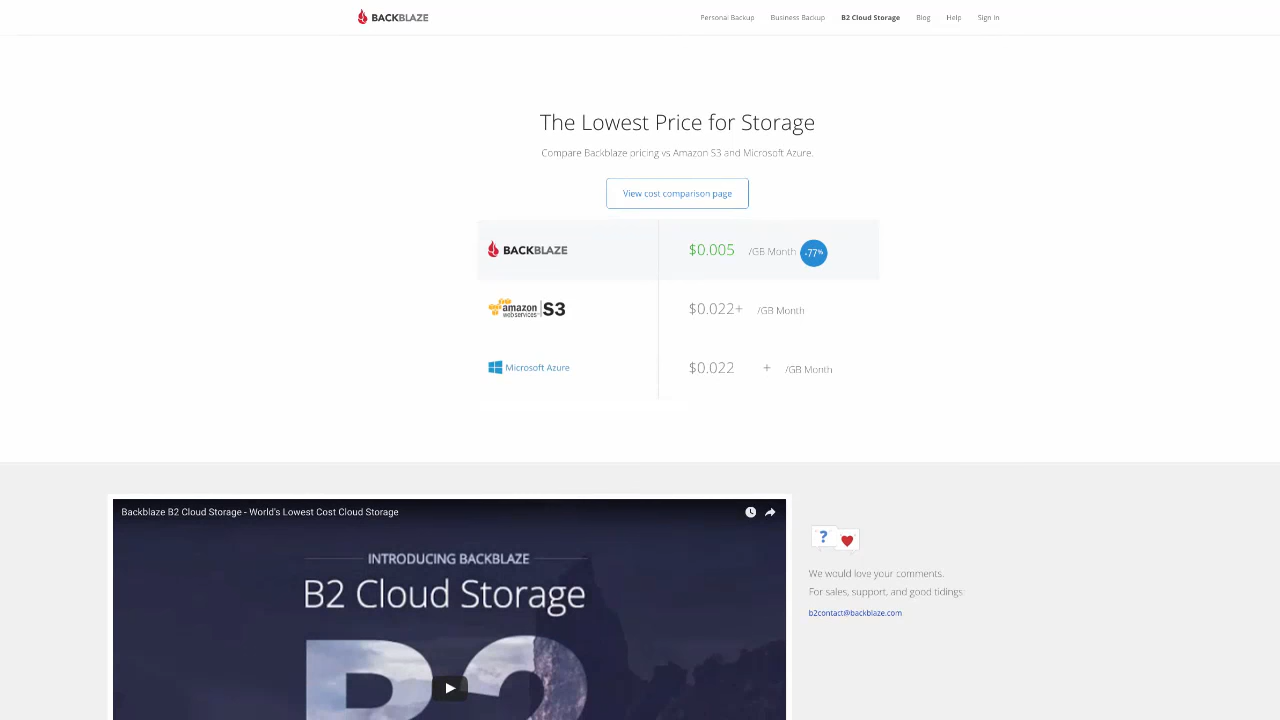 BACKBLAZE
Personal Backup Business Backup B2 Cloud Storage Blog Help Sign In
The Lowest Price for Storage
Compare Backblaze pricing vs Amazon S3 and Microsoft Azure.
View cost comparison page
BACKBLAZE $0.005 /GB Month -77%
amazon web services S3 $0.022+ /GB Month
Microsoft Azure $0.022 + /GB Month
Backblaze B2 Cloud Storage - World's Lowest Cost Cloud Storage
INTRODUCING BACKBLAZE
B2 Cloud Storage
B2
?
We would love your comments.
For sales, support, and good tidings:
b2contact@backblaze.com